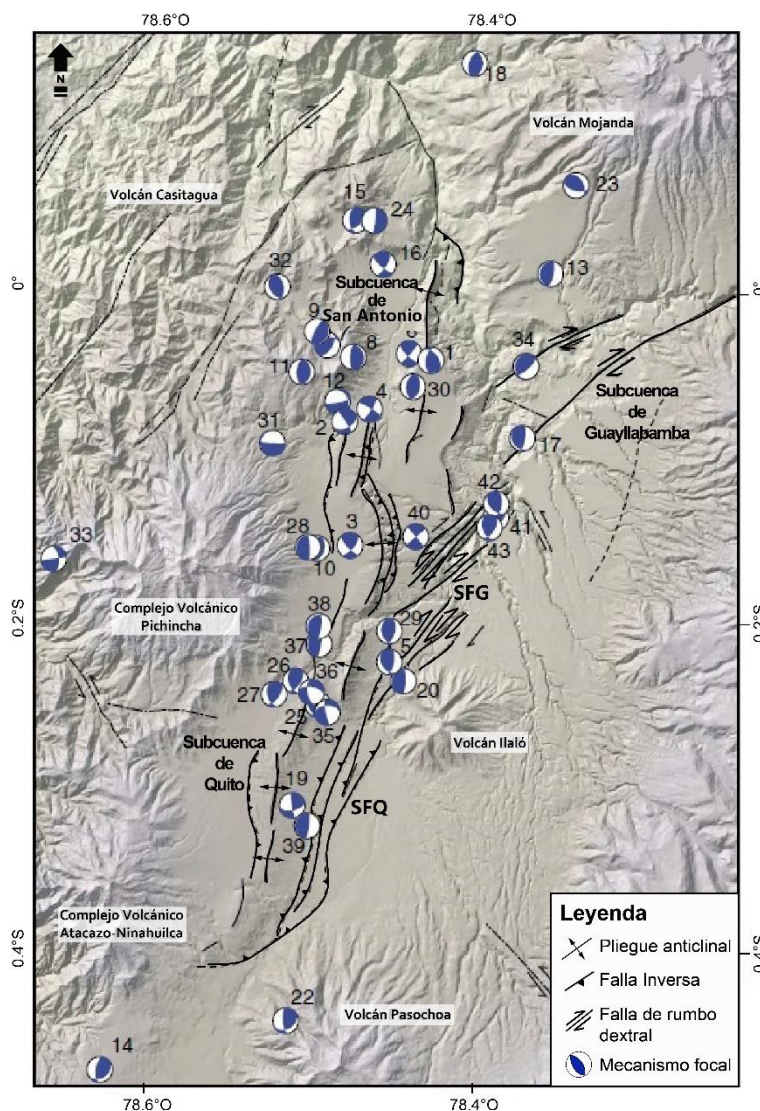 78.6°O
78.4°O
N
18
Volcán Mojanda
Volcán Casitagua
23
15
24
16
32
0°
13
0°
Subcuenca
de
San Antonio
9
8
6
1
34
11
30
12
4
Subcuenca
de
Guayllabamba
31
2
17
42
33
28
3
40
41
43
10
SFG
Complejo Volcánico
Pichincha
38
0.2°S
29
0.2°S
37
5
26
36
27
20
25
35
Volcán Ilaló
Subcuenca
de
Quito
19
SFQ
39
Leyenda
Complejo Volcánico
Atacazo-Ninahuilca
Pliegue anticlinal
0.4°S
0.4°S
Falla Inversa
22
Volcán Pasochoa
Falla de rumbo
dextral
14
Mecanismo focal
78.6°O
78.4°O